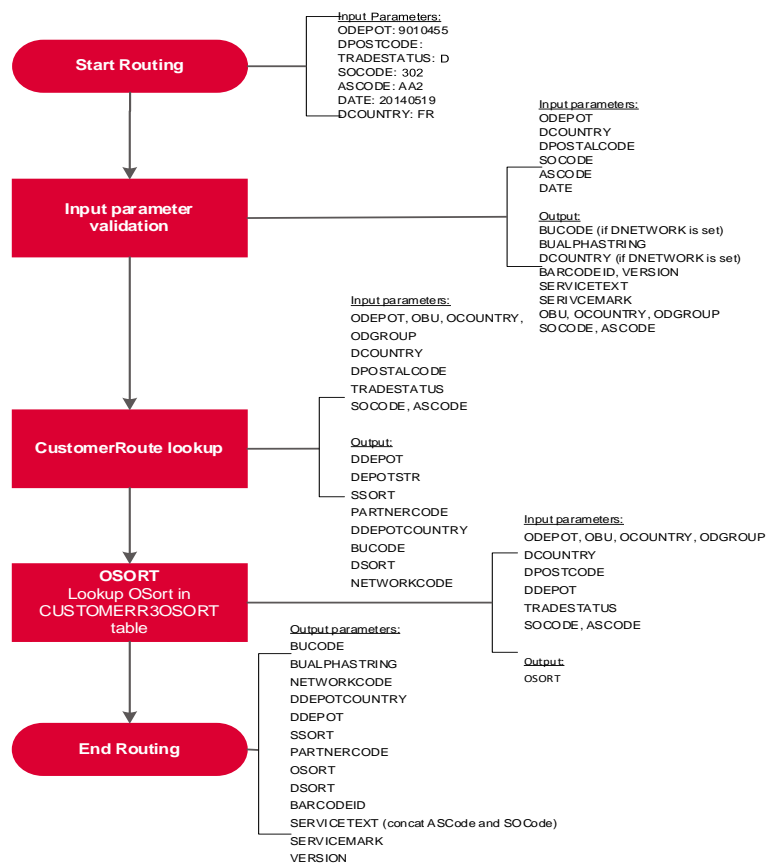 Start Routing
Input Parameters:
ODEPOT: 9010455
DPOSTCODE:
TRADESTATUS: D
SOCODE: 302
ASCODE: AA2
DATE: 20140519
DCOUNTRY: FR
Input parameter
validation
Input parameters:
ODEPOT
DCOUNTRY
DPOSTALCODE
SOCODE
ASCODE
DATE
Output:
BUCODE (if DNETWORK is set)
BUALPHASTRING
DCOUNTRY (if DNETWORK is set)
BARCODEID, VERSION
SERVICETEXT
SERIVCEMARK
OBU, OCOUNTRY, ODGROUP
SOCODE, ASCODE
CustomerRoute lookup
Input parameters:
ODEPOT, OBU, OCOUNTRY,
ODGROUP
DCOUNTRY
DPOSTALCODE
TRADESTATUS
SOCODE, ASCODE
Output:
DDEPOT
DEPOTSTR
SSORT
PARTNERCODE
DDEPOTCOUNTRY
BUCODE
DSORT
NETWORKCODE
OSORT
Lookup OSort in
CUSTOMERR3OSORT
table
Input parameters:
ODEPOT, OBU, OCOUNTRY, ODGROUP
DCOUNTRY
DPOSTCODE
DDEPOT
TRADESTATUS
SOCODE, ASCODE
Output:
OSORT
End Routing
Output parameters:
BUCODE
BUALPHASTRING
NETWORKCODE
DDEPOTCOUNTRY
DDEPOT
SSORT
PARTNERCODE
OSORT
DSORT
BARCODEID
SERVICETEXT (concat ASCode and SOCode)
SERVICEMARK
VERSION